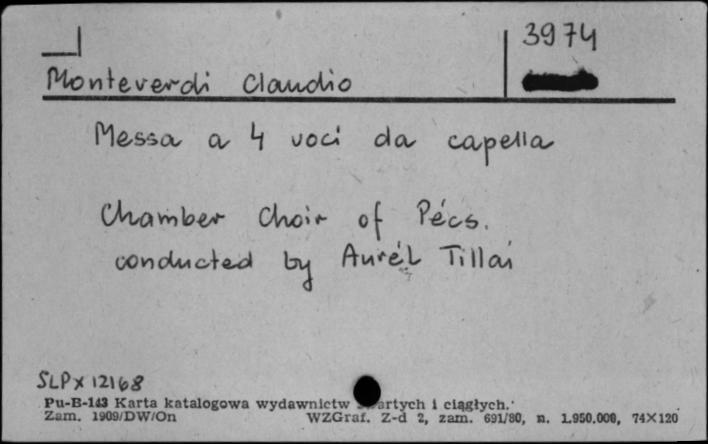 3974
Monteverdi Claudio
Messa a 4 voci da capella
Chamber Choir of Pécs.
conducted by Aurél Tillai
SLPX 12168
Pu-B-143 Karta katalogowa wydawnictw artych i ciągłych.
Zam. 1909/DW/On WZGraf. Z-d 2, zam. 691/80, n. 1.950.000, 74X120